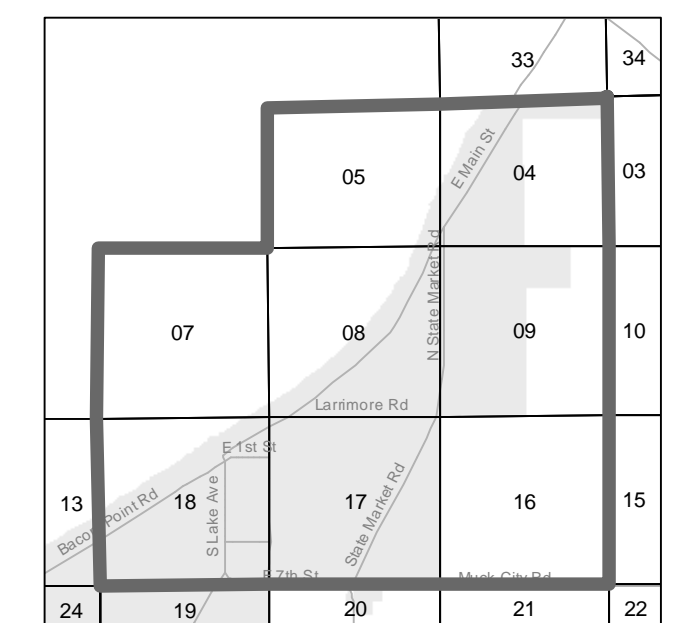 33
34
E Main St
05
04
03
N State Market Rd
07
08
09
10
Larrimore Rd
E 1st St
13
Bacon Point Rd
18
S Lake Ave
17
State Market Rd
16
15
E 7th St
Muck City Rd
24
19
20
21
22